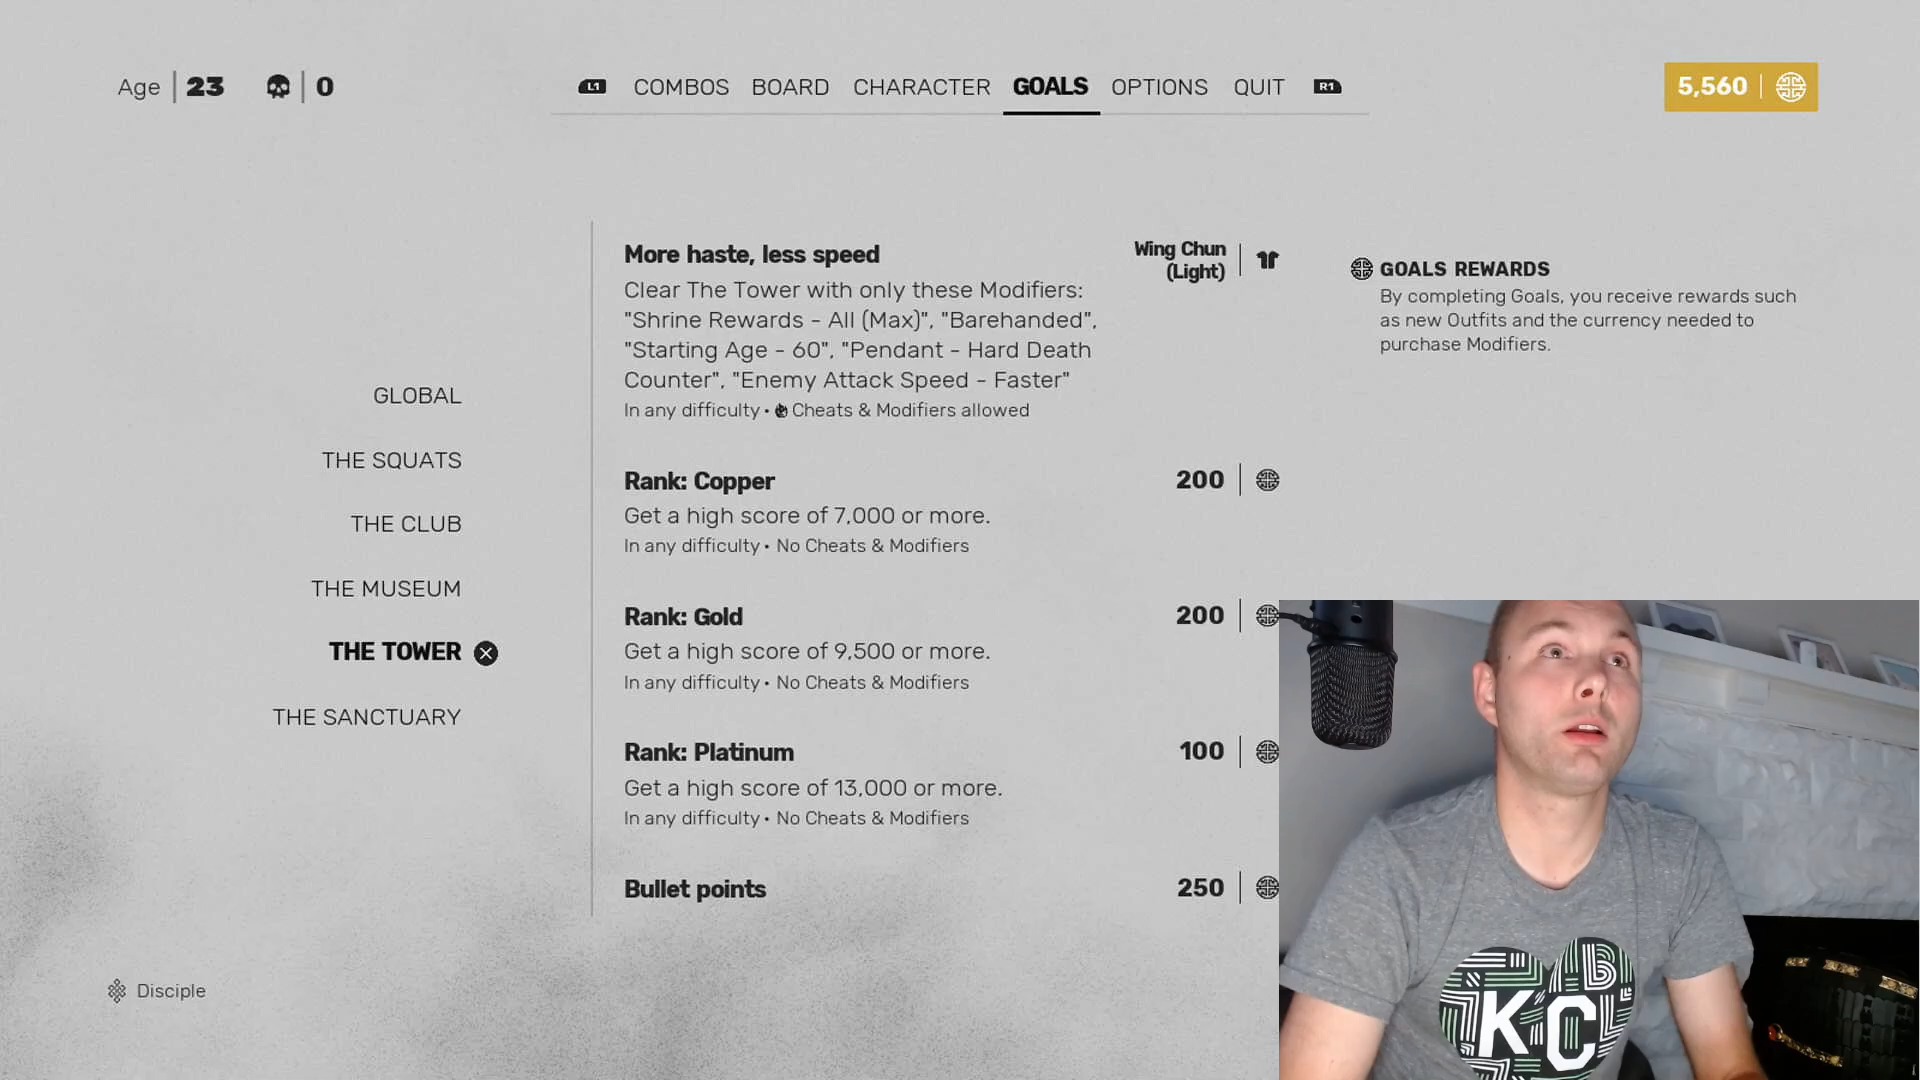 Age 23 0
L1 COMBOS BOARD CHARACTER GOALS OPTIONS QUIT R1
5,560
GLOBAL
THE SQUATS
THE CLUB
THE MUSEUM
THE TOWER
THE SANCTUARY
More haste, less speed
Wing Chun
(Light)
Clear The Tower with only these Modifiers:
"Shrine Rewards - All (Max)", "Barehanded",
"Starting Age - 60", "Pendant - Hard Death
Counter", "Enemy Attack Speed - Faster"
In any difficulty • Cheats & Modifiers allowed
Rank: Copper 200
Get a high score of 7,000 or more.
In any difficulty • No Cheats & Modifiers
Rank: Gold 200
Get a high score of 9,500 or more.
In any difficulty • No Cheats & Modifiers
Rank: Platinum 100
Get a high score of 13,000 or more.
In any difficulty • No Cheats & Modifiers
Bullet points 250
GOALS REWARDS
By completing Goals, you receive rewards such
as new Outfits and the currency needed to
purchase Modifiers.
Disciple
KC